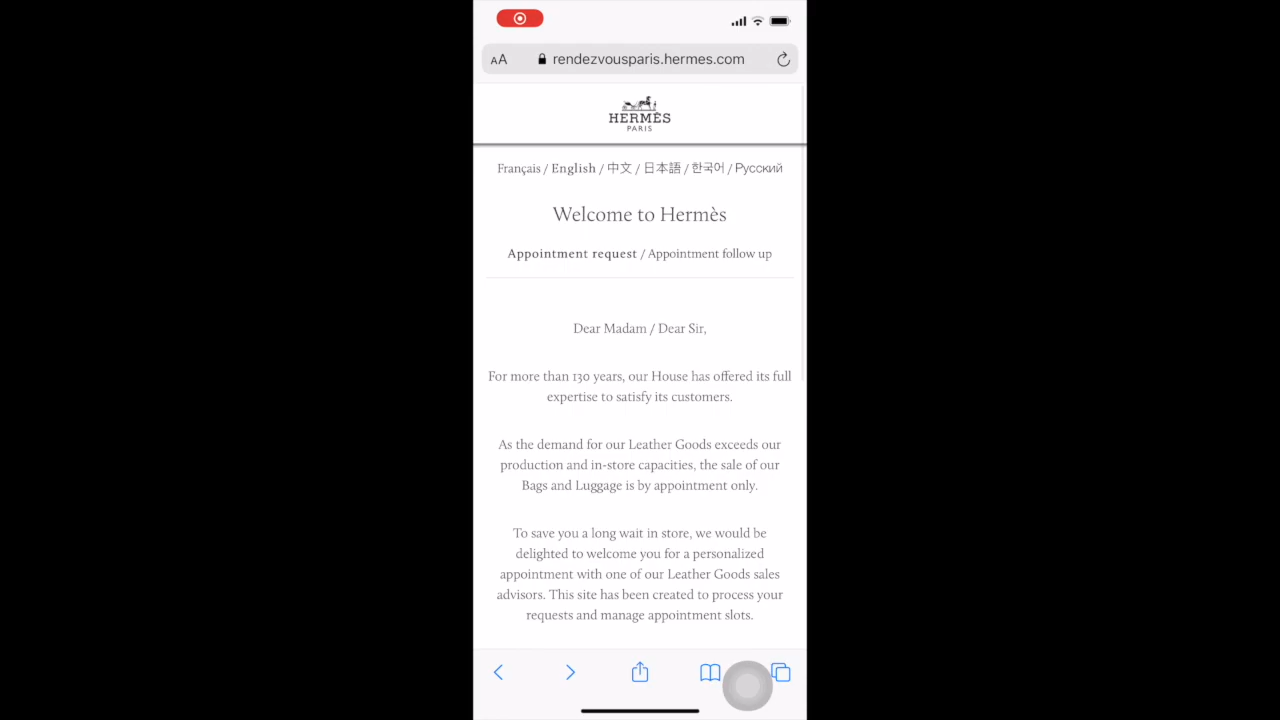 AA rendezvousparis.hermes.com
HERMÈS
PARIS
Français / English / 中文 / 日本語 / 한국어 / Русский
Welcome to Hermès
Appointment request / Appointment follow up
Dear Madam / Dear Sir,
For more than 130 years, our House has offered its full
expertise to satisfy its customers.
As the demand for our Leather Goods exceeds our
production and in-store capacities, the sale of our
Bags and Luggage is by appointment only.
To save you a long wait in store, we would be
delighted to welcome you for a personalized
appointment with one of our Leather Goods sales
advisors. This site has been created to process your
requests and manage appointment slots.